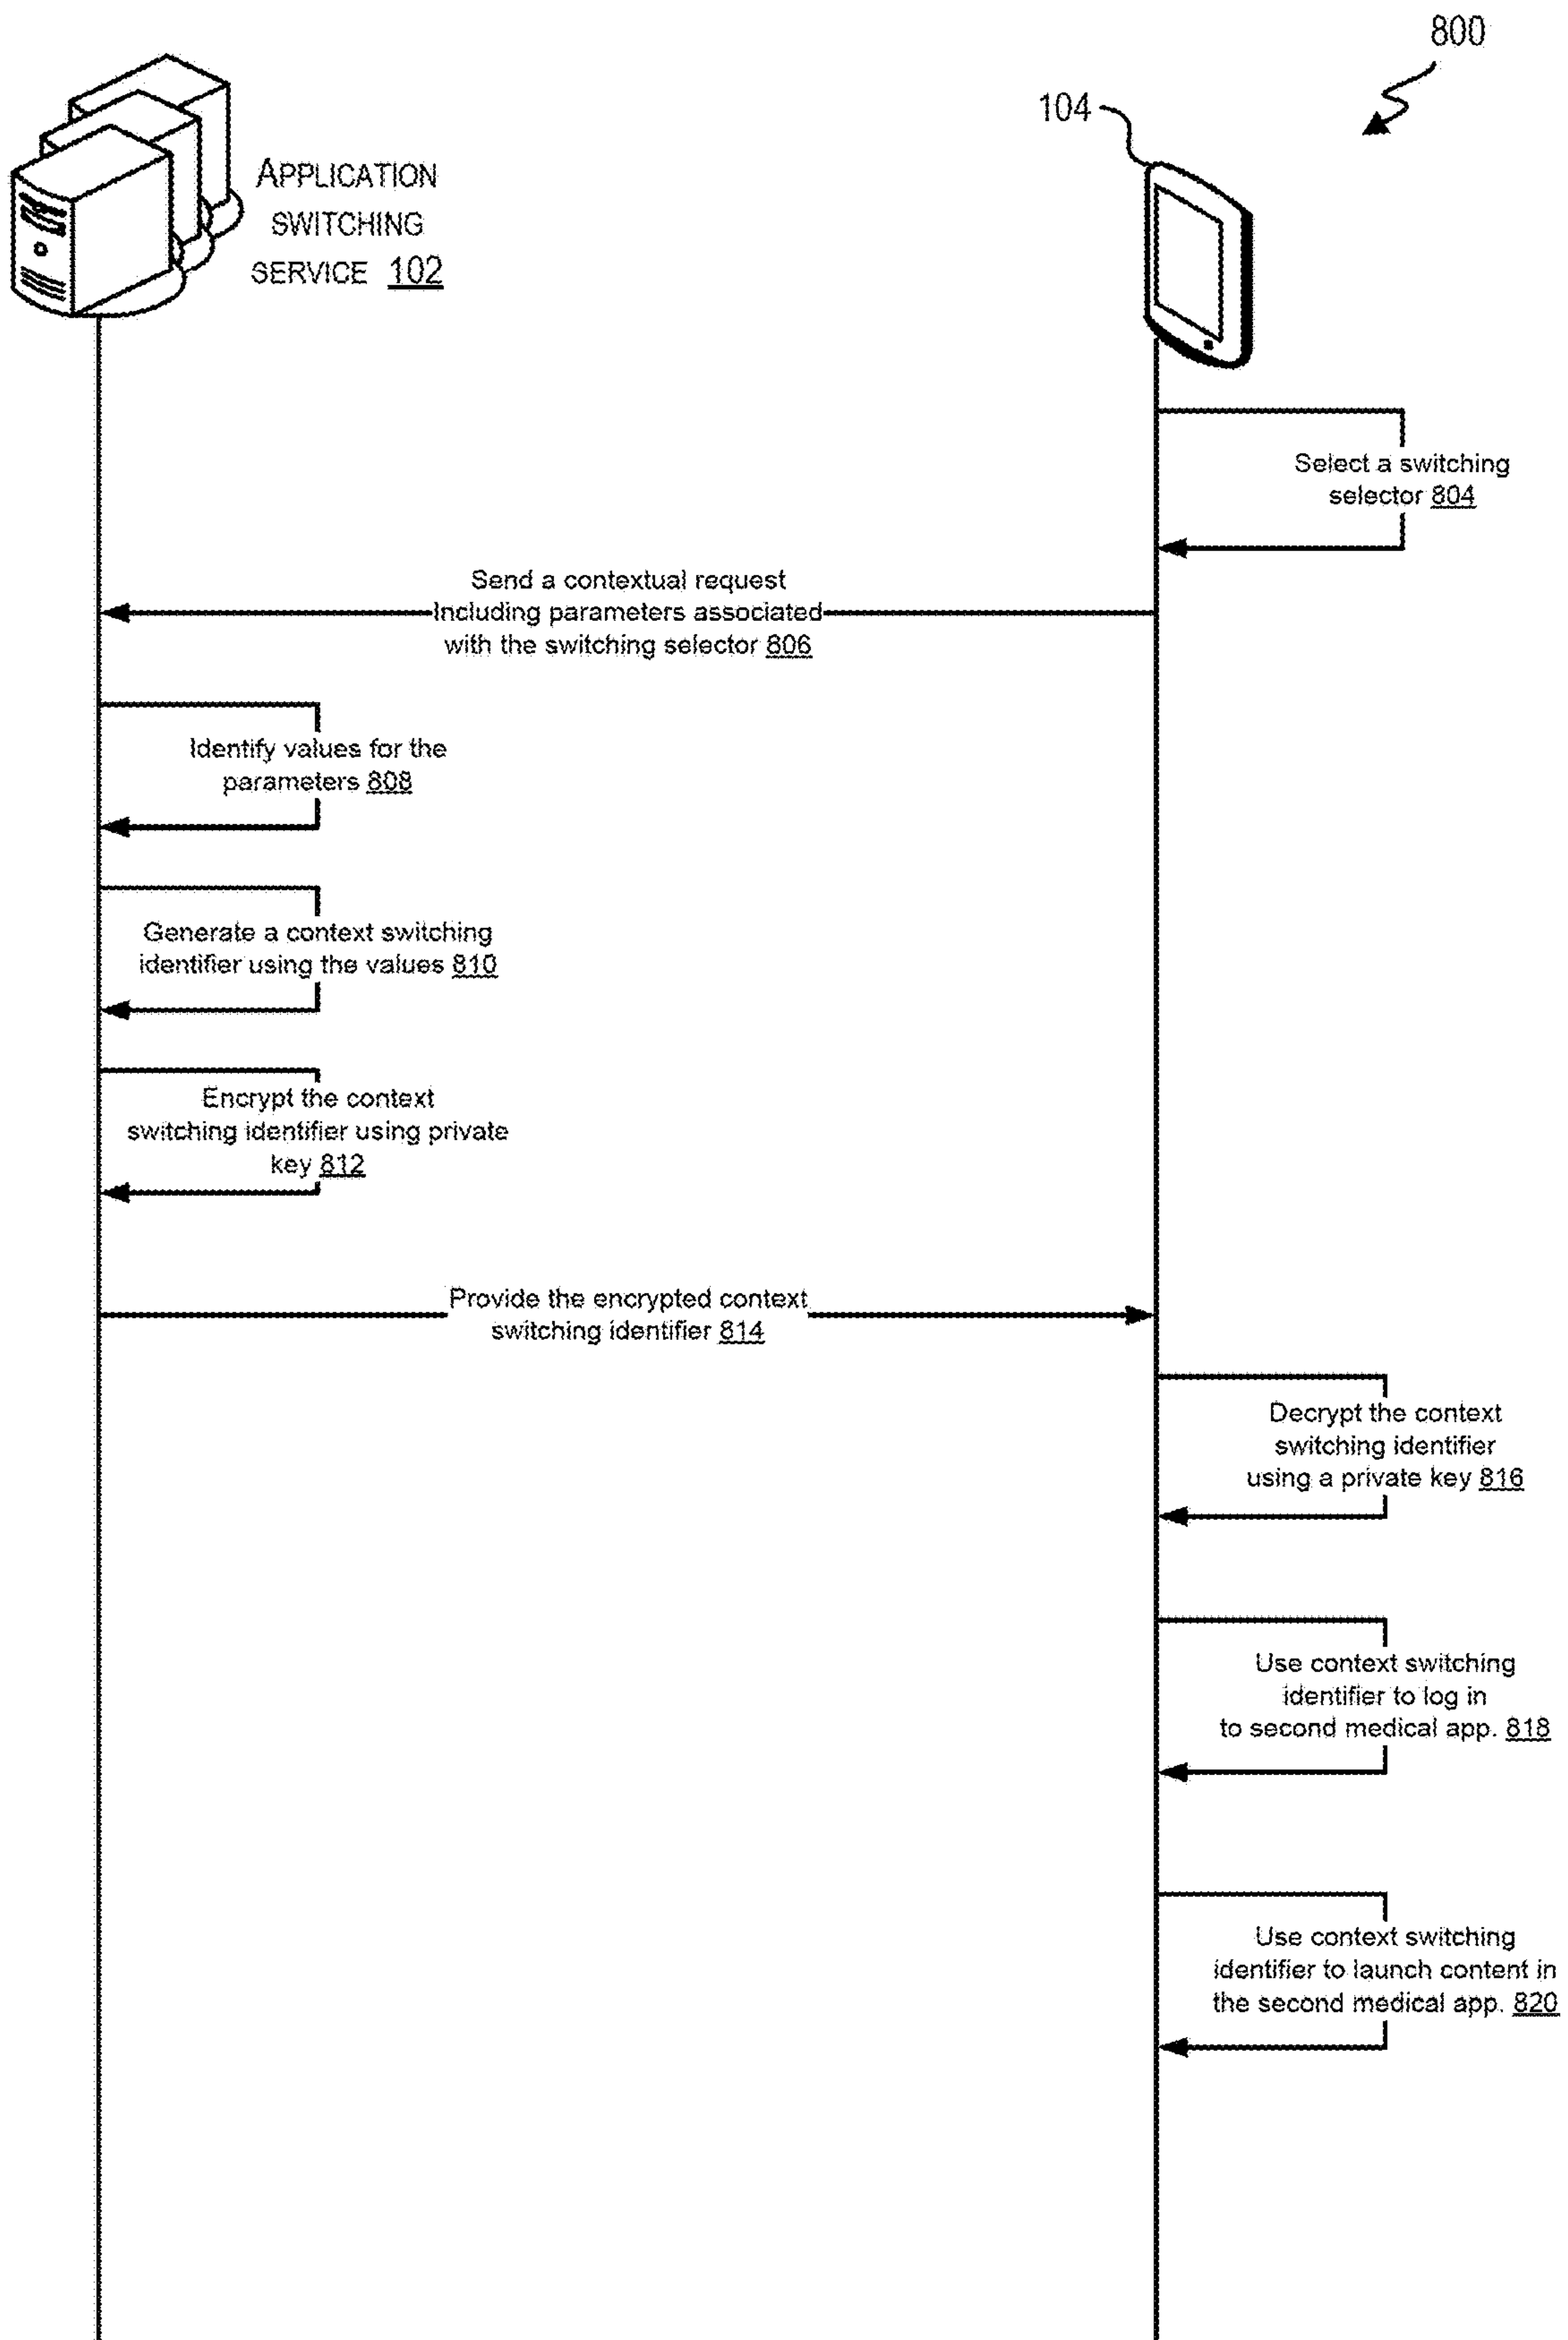 800
104
APPLICATION
SWITCHING
SERVICE 102
Select a switching
selector 804
Send a contextual request
Including parameters associated
with the switching selector 806
Identify values for the
parameters 808
Generate a context switching
identifier using the values 810
Encrypt the context
switching identifier using private
key 812
Provide the encrypted context
switching identifier 814
Decrypt the context
switching identifier
using a private key 816
Use context switching
identifier to log in
to second medical app. 818
Use context switching
identifier to launch content in
the second medical app. 820